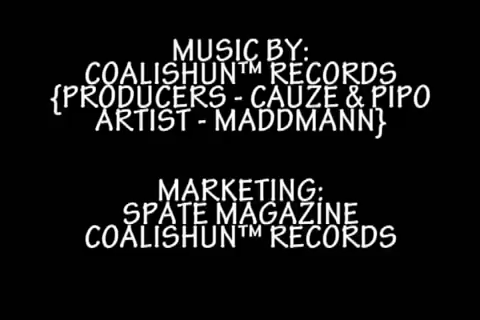 MUSIC BY:
COALISHUN™ RECORDS
{PRODUCERS - CAUZE & PIPO
ARTIST - MADDMANN}
MARKETING:
SPATE MAGAZINE
COALISHUN™ RECORDS